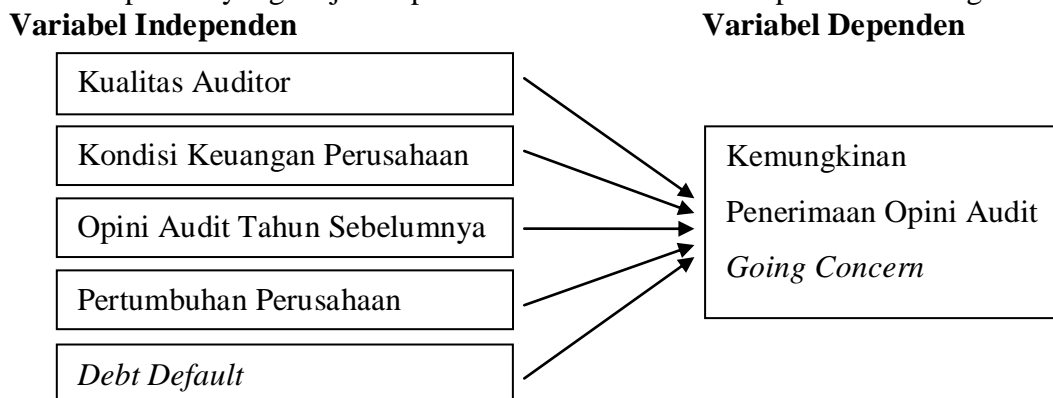 Variabel Independen Variabel Dependen
Kualitas Auditor
Kondisi Keuangan Perusahaan
Opini Audit Tahun Sebelumnya
Pertumbuhan Perusahaan
Debt Default
Kemungkinan
Penerimaan Opini Audit
Going Concern